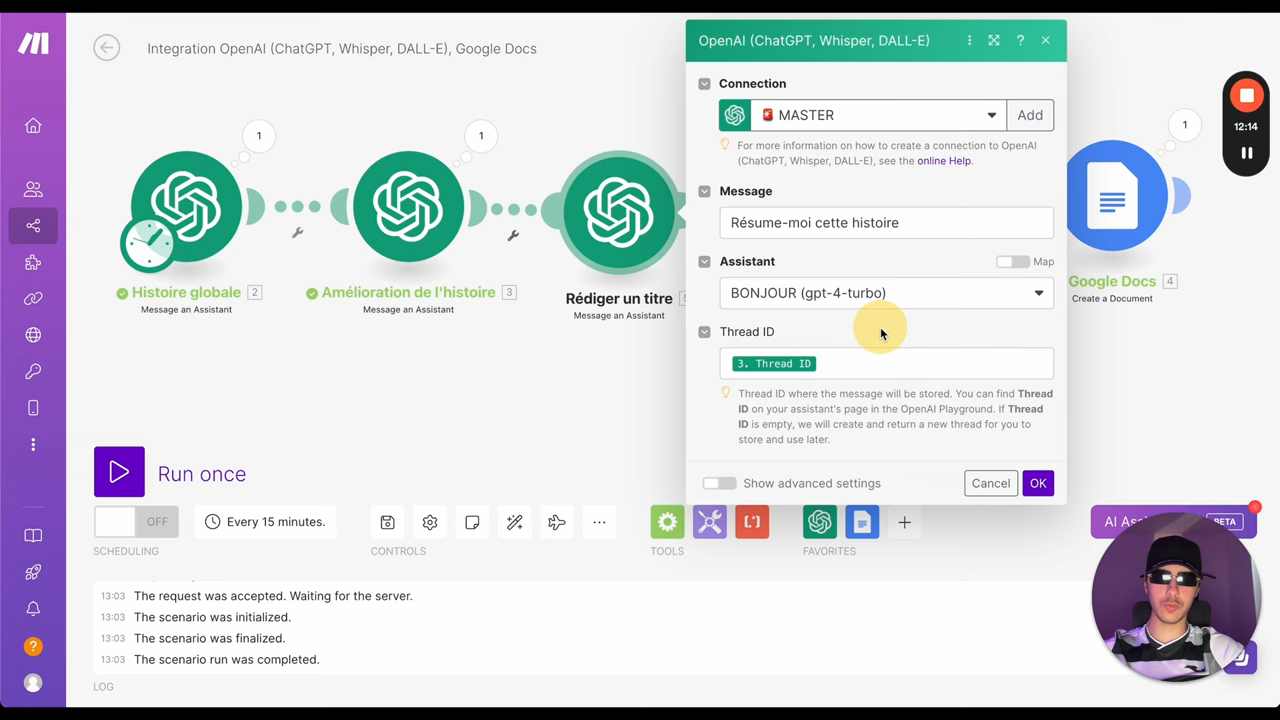 Integration OpenAI (ChatGPT, Whisper, DALL-E), Google Docs
OpenAI (ChatGPT, Whisper, DALL-E)
Connection
MASTER
Add
For more information on how to create a connection to OpenAI
(ChatGPT, Whisper, DALL-E), see the online Help.
Message
Résume-moi cette histoire
Assistant
Map
BONJOUR (gpt-4-turbo)
Thread ID
3. Thread ID
Thread ID where the message will be stored. You can find Thread
ID on your assistant's page in the OpenAI Playground. If Thread
ID is empty, we will create and return a new thread for you to
store and use later.
Show advanced settings
Cancel
OK
12:14
1
1
1
Histoire globale 2
Message an Assistant
Amélioration de l'histoire 3
Message an Assistant
Rédiger un titre
Message an Assistant
Google Docs 4
Create a Document
Run once
OFF
Every 15 minutes.
SCHEDULING
CONTROLS
TOOLS
FAVORITES
BETA
13:03 The request was accepted. Waiting for the server.
13:03 The scenario was initialized.
13:03 The scenario was finalized.
13:03 The scenario run was completed.
LOG